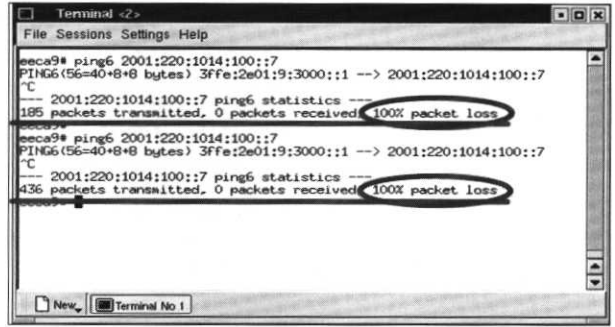 Terminal <2>
File Sessions Settings Help
eeca9# ping6 2001:220:1014:100::7
PING6(56=40+8+8 bytes) 3ffe:2e01:9:3000::1 --> 2001:220:1014:100::7
^C
--- 2001:220:1014:100::7 ping6 statistics ---
185 packets transmitted, 0 packets received, 100% packet loss
eeca9# ping6 2001:220:1014:100::7
PING6(56=40+8+8 bytes) 3ffe:2e01:9:3000::1 --> 2001:220:1014:100::7
^C
--- 2001:220:1014:100::7 ping6 statistics ---
436 packets transmitted, 0 packets received, 100% packet loss
eeca9#
New Terminal No 1